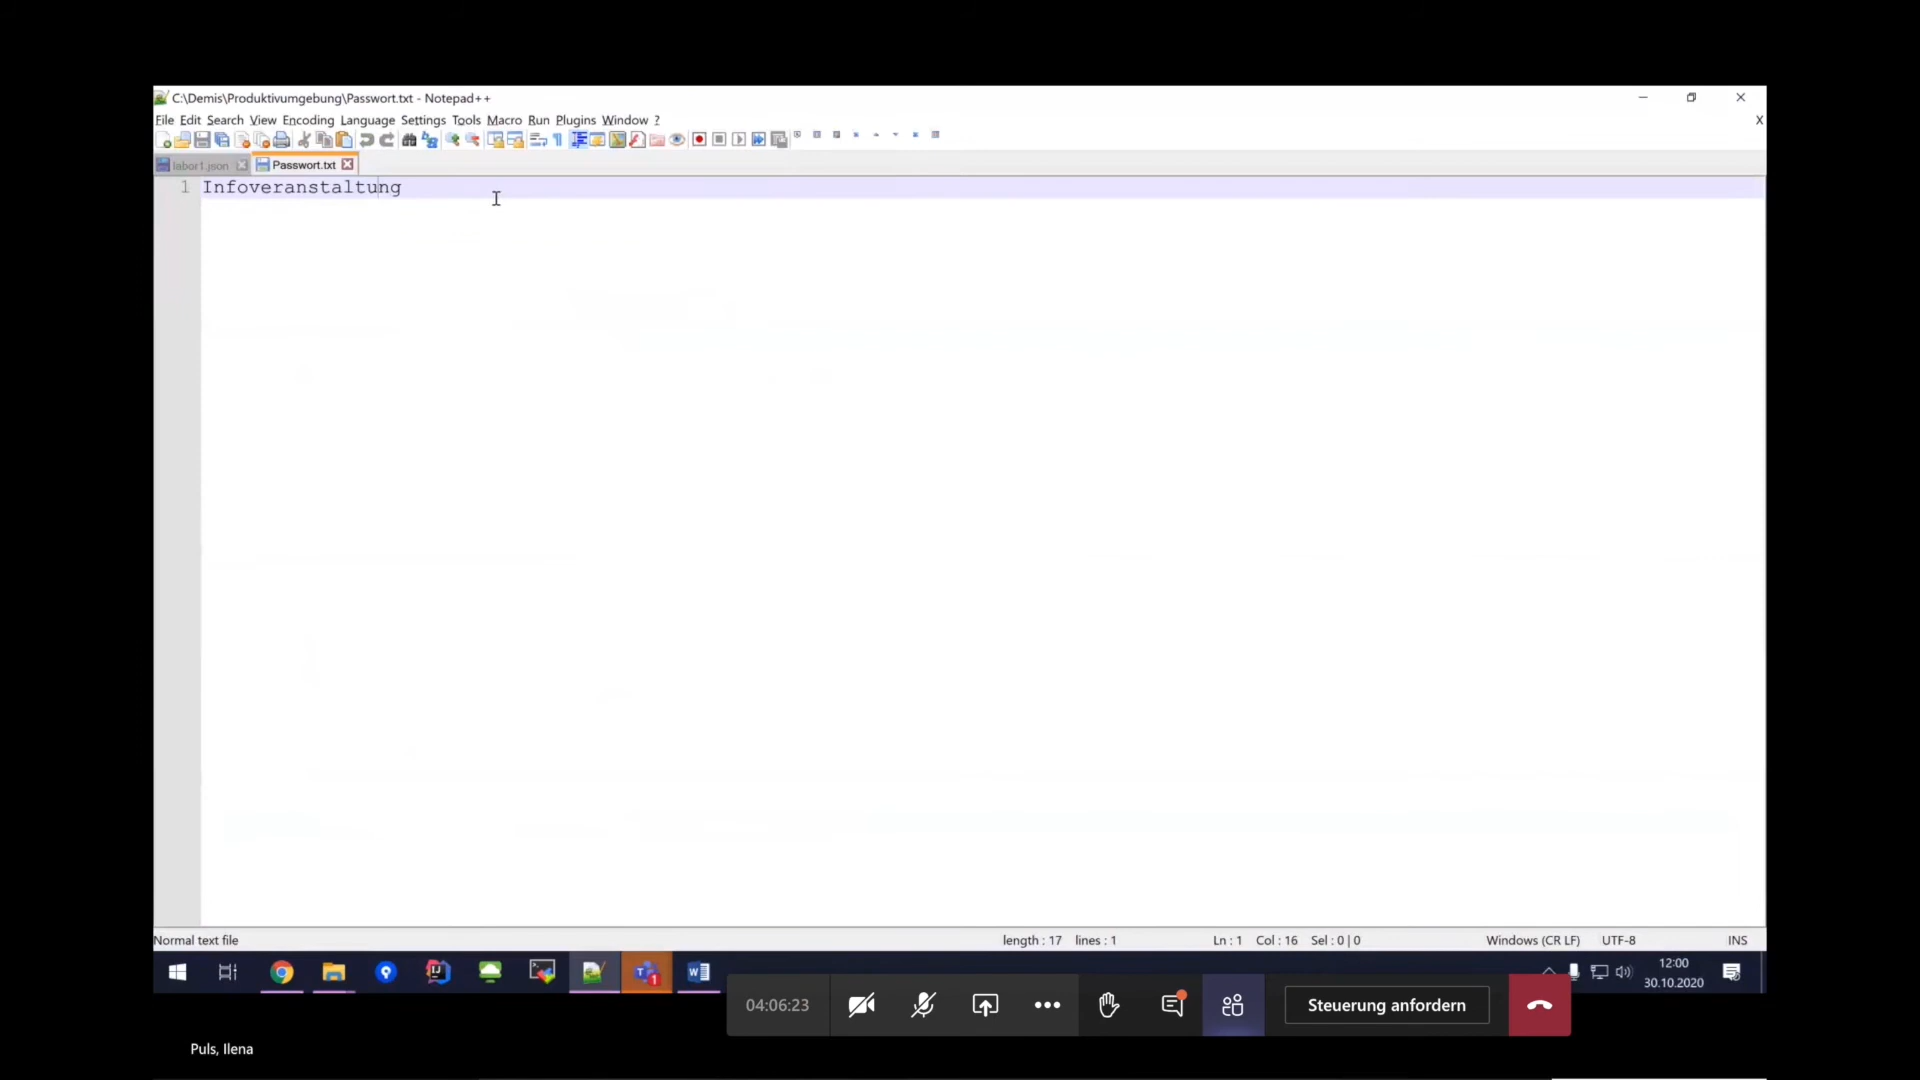 C:\Demis\Produktivumgebung\Passwort.txt - Notepad++
File Edit Search View Encoding Language Settings Tools Macro Run Plugins Window ?
X
labor1.json Passwort.txt
1 Infoveranstaltung
Normal text file length : 17 lines : 1 Ln : 1 Col : 16 Sel : 0 | 0 Windows (CR LF) UTF-8 INS
12:00
30.10.2020
04:06:23
Steuerung anfordern
Puls, Ilena